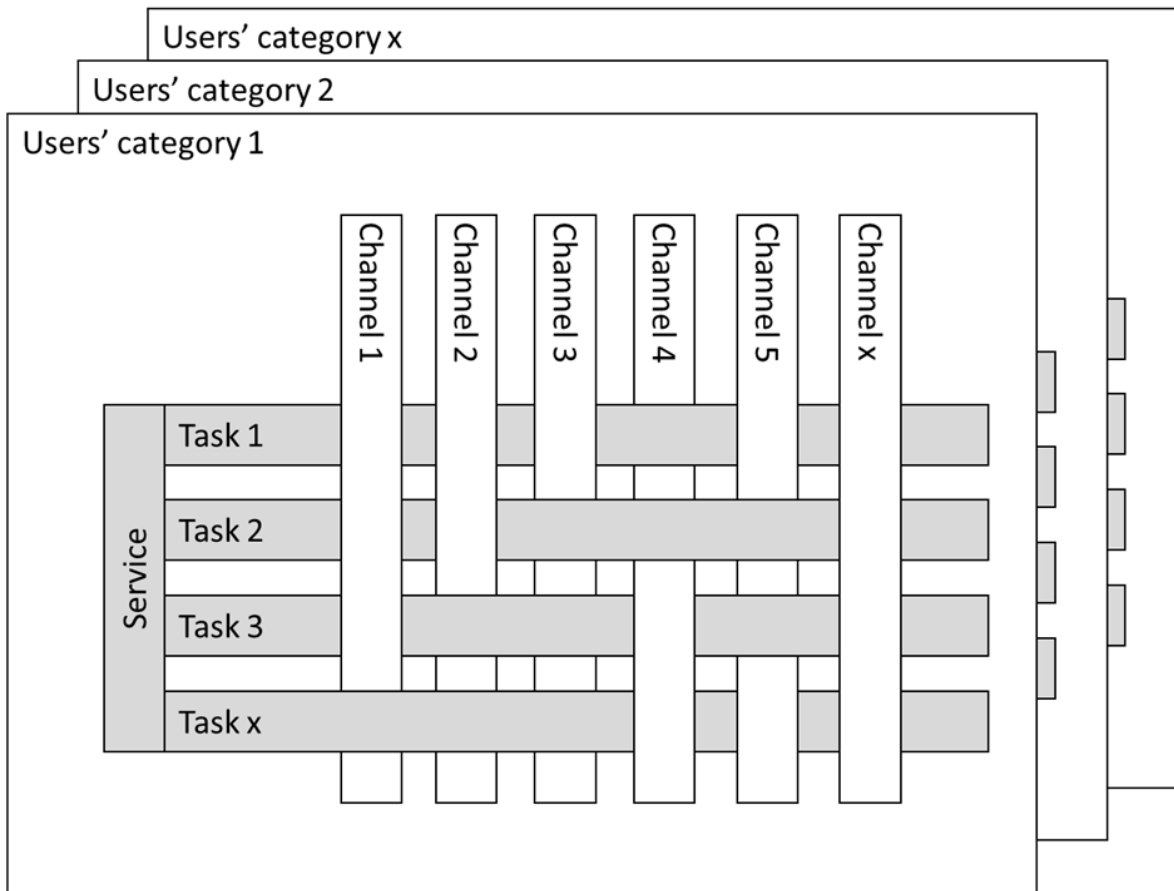 Users’ category x
Users’ category 2
Users’ category 1
Channel 1
Channel 2
Channel 3
Channel 4
Channel 5
Channel x
Service
Task 1
Task 2
Task 3
Task x